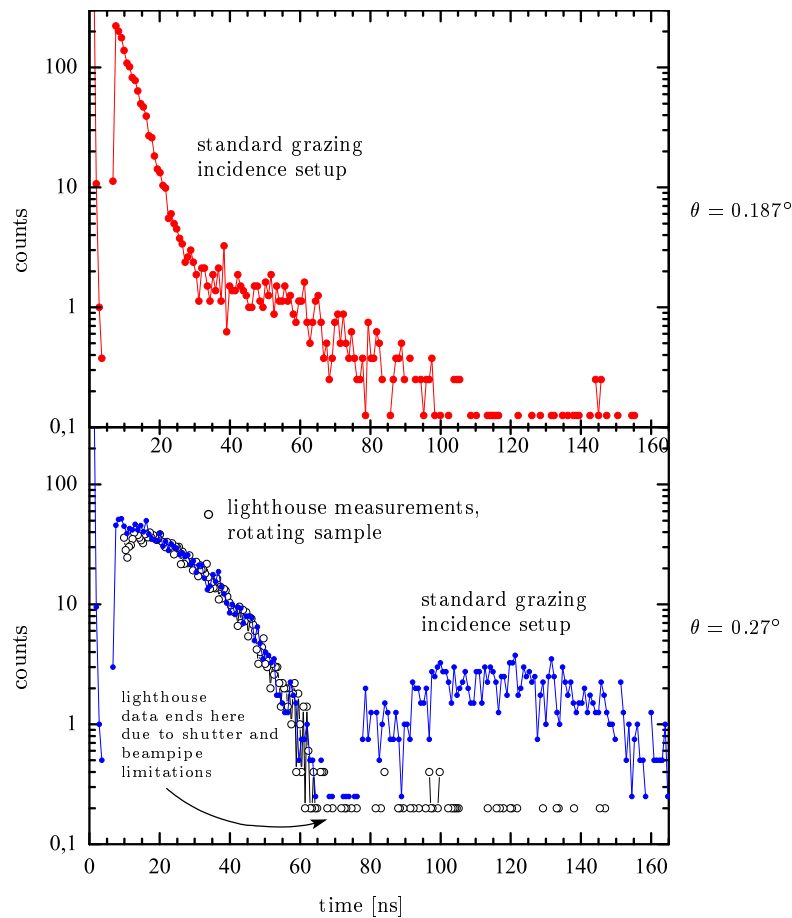 100
10
1
0,1
counts
standard grazing
incidence setup
θ = 0.187°
20 40 60 80 100 120 140 160
100
10
1
0,1
counts
lighthouse measurements,
rotating sample
standard grazing
incidence setup
θ = 0.27°
lighthouse
data ends here
due to shutter and
beampipe
limitations
0 20 40 60 80 100 120 140 160
time [ns]